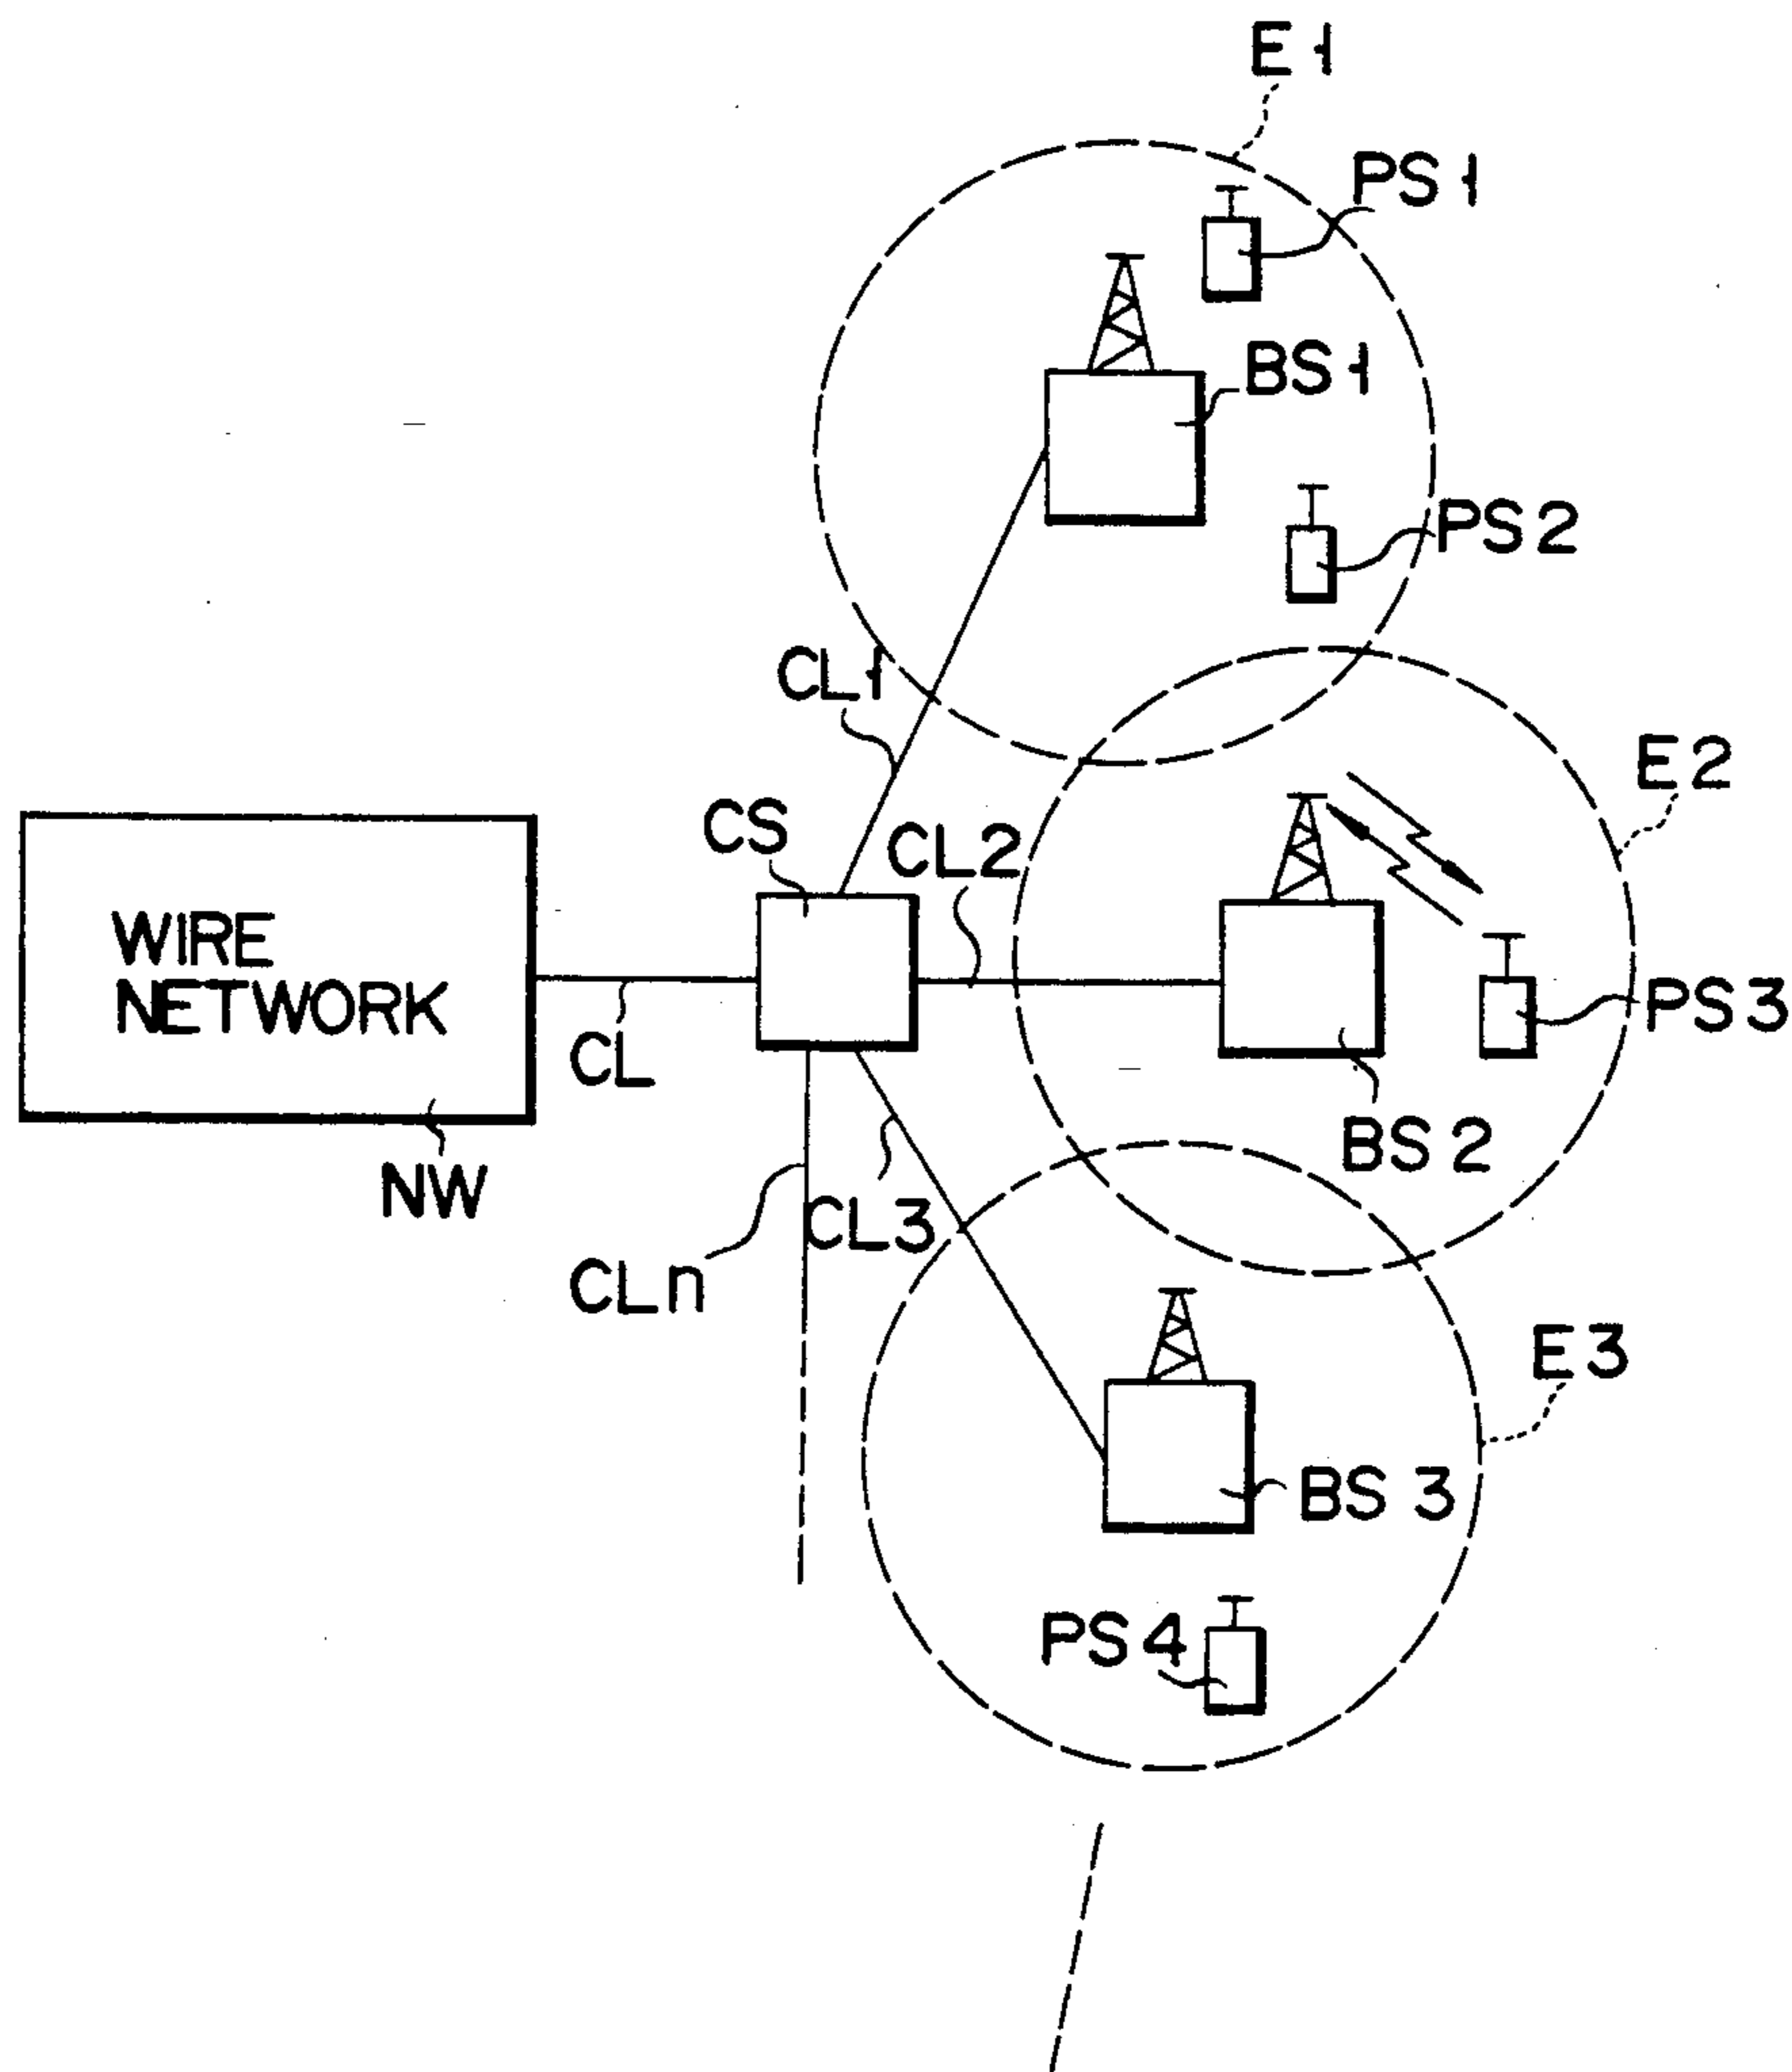 E1
PS1
BS1
PS2
CL1
E2
CS
CL2
WIRE
NETWORK
PS3
CL
BS2
NW
CL3
CLn
E3
BS3
PS4